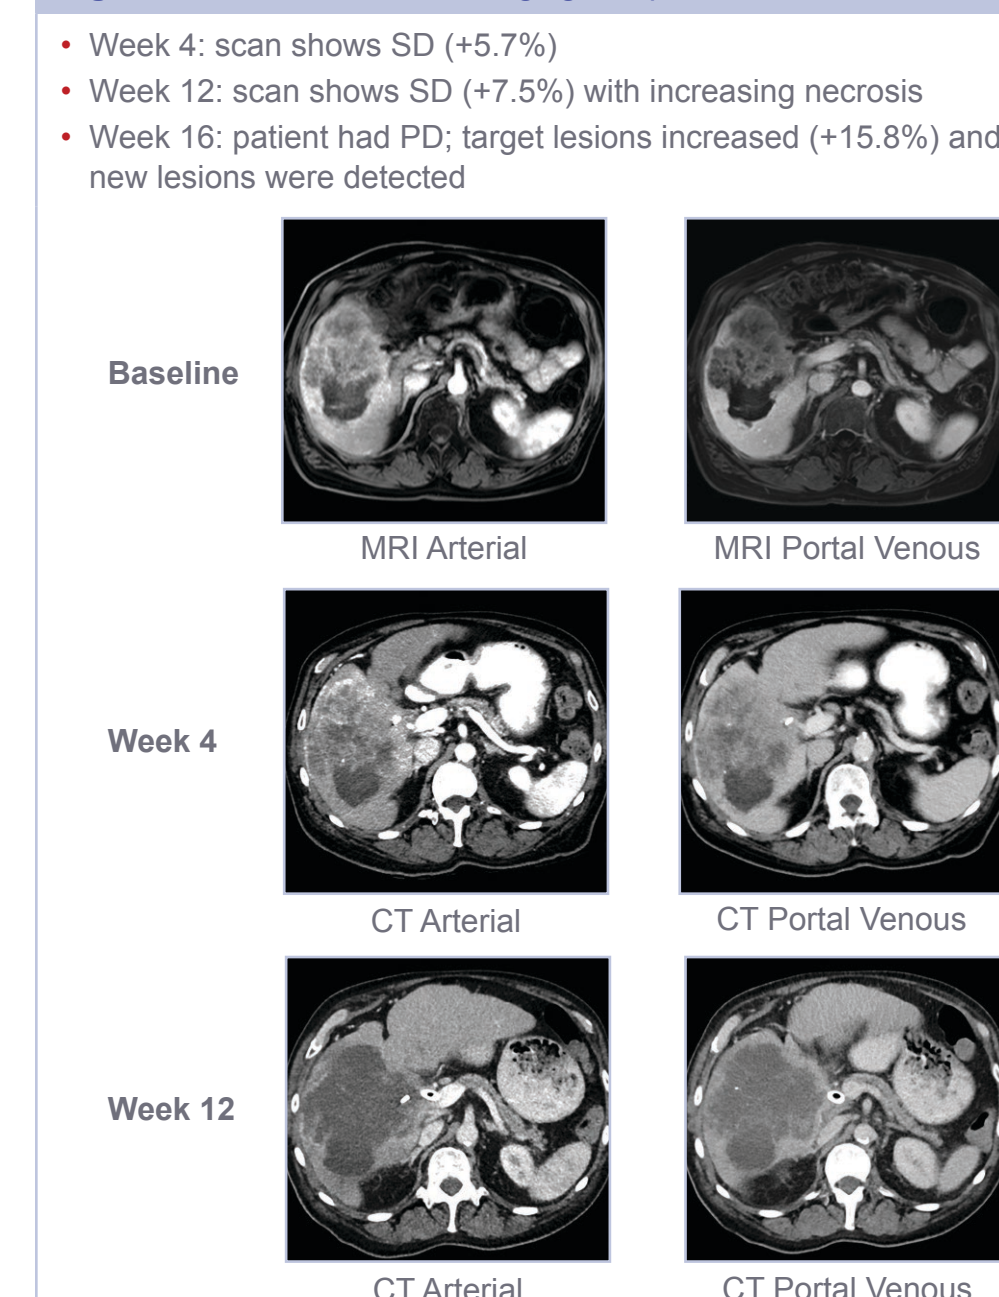 • Week 4: scan shows SD (+5.7%)
• Week 12: scan shows SD (+7.5%) with increasing necrosis
• Week 16: patient had PD; target lesions increased (+15.8%) and
new lesions were detected
Baseline
MRI Arterial
MRI Portal Venous
Week 4
CT Arterial
CT Portal Venous
Week 12
CT Arterial
CT Portal Venous